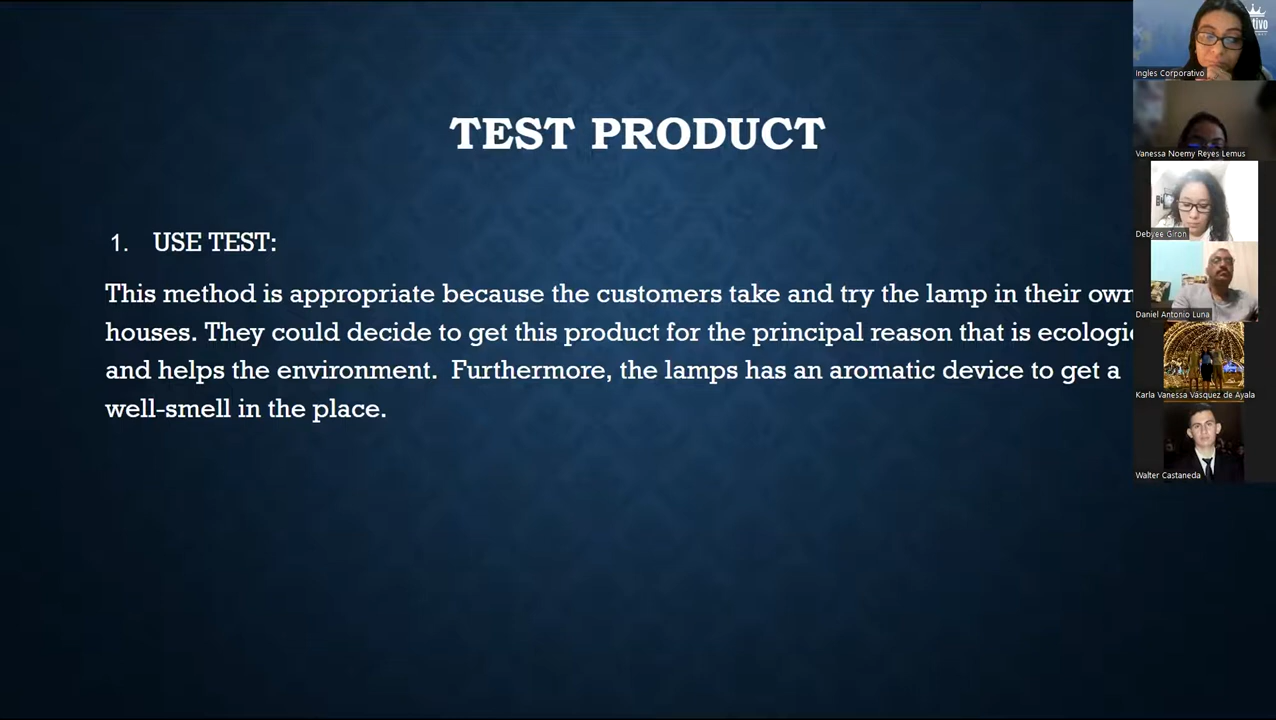 TEST PRODUCT
1. USE TEST:
This method is appropriate because the customers take and try the lamp in their own
houses. They could decide to get this product for the principal reason that is
and helps the environment. Furthermore, the lamps has an aromatic device to get a
well-smell in the place.
Ingles Corporativo
Vanessa Noemy Reyes Lemus
Debyee Giron
Daniel Antonio Luna
Karla Vanessa Vásquez de Ayala
Walter Castaneda